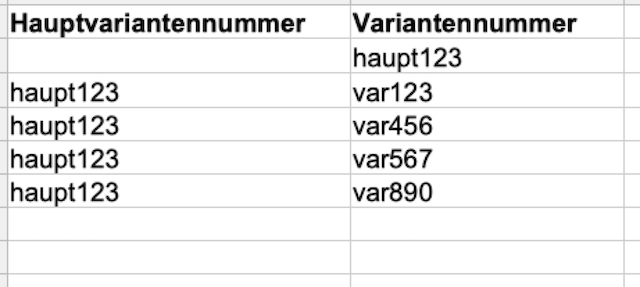 Hauptvariantennummer Variantennummer
haupt123
haupt123 var123
haupt123 var456
haupt123 var567
haupt123 var890